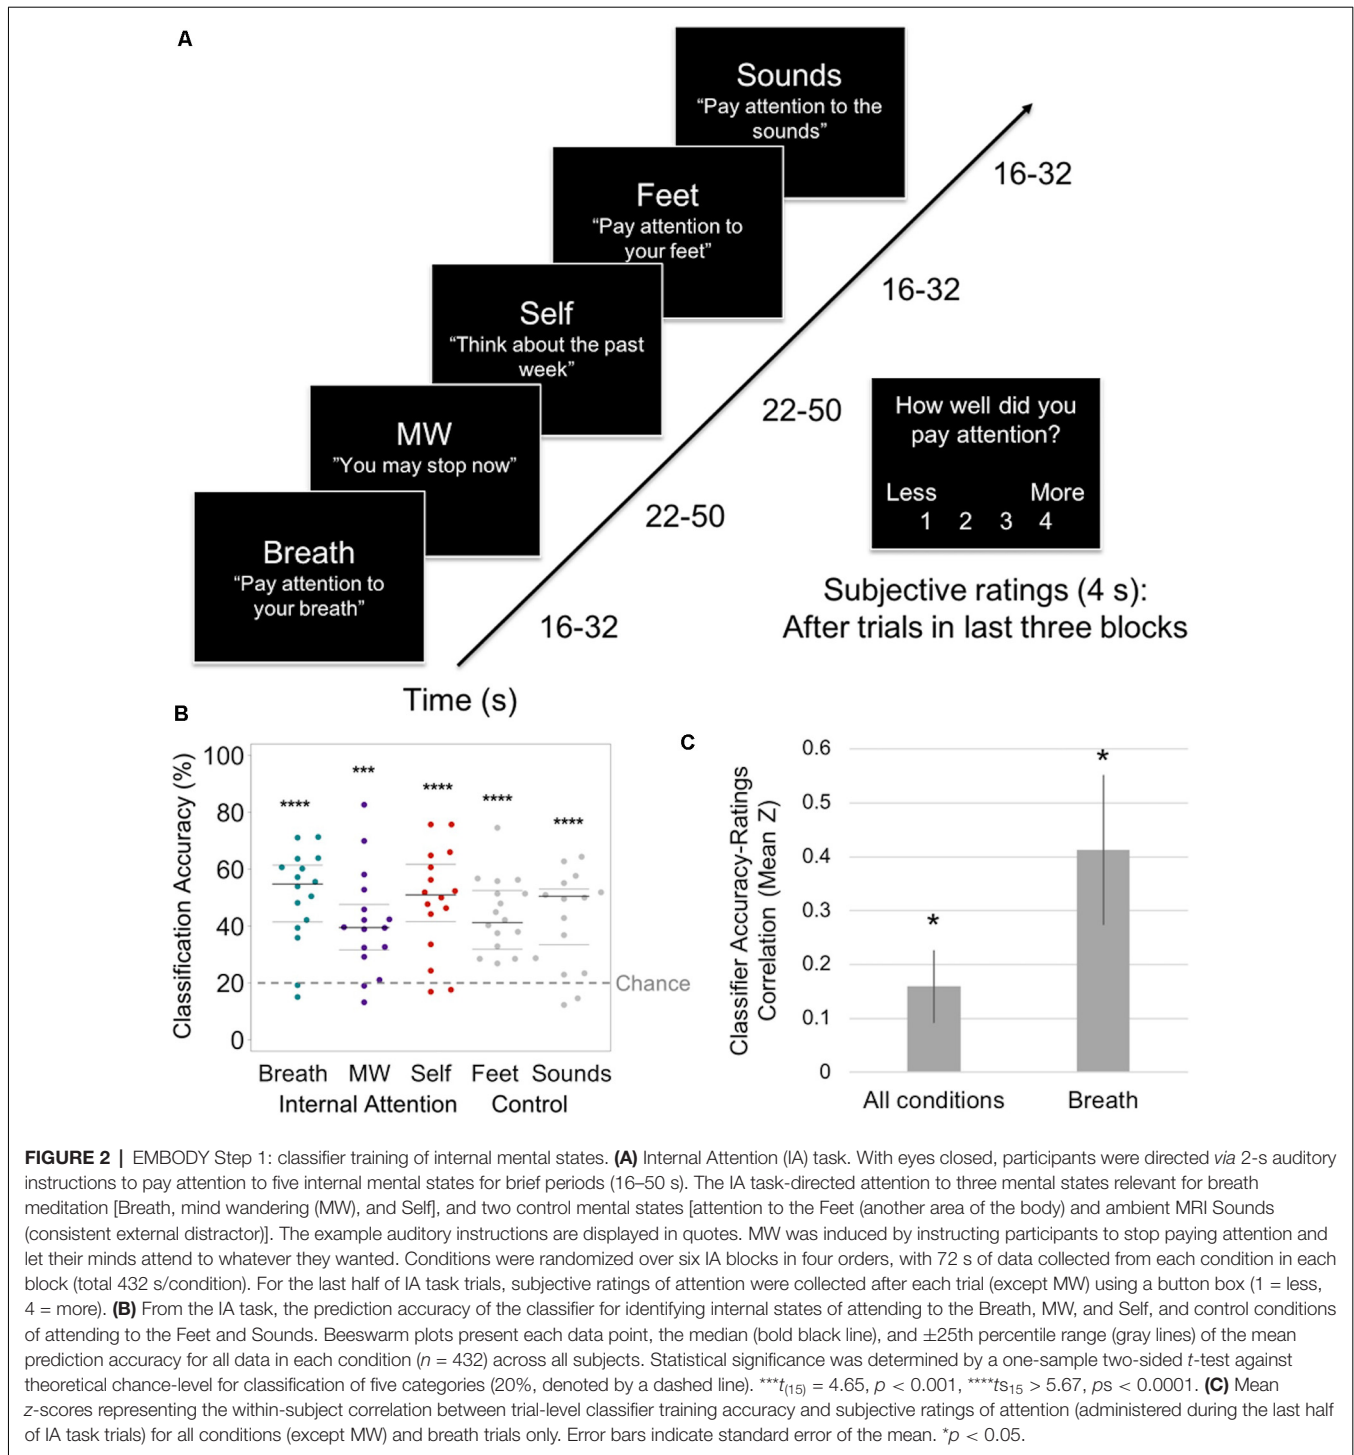 A
Sounds
“Pay attention to the
sounds”
Feet
“Pay attention to
your feet”
Self
“Think about the past
week”
MW
”You may stop now”
Breath
“Pay attention to
your breath”
16-32
16-32
22-50
22-50
16-32
Time (s)
How well did you
pay attention?
Less More
1 2 3 4
Subjective ratings (4 s):
After trials in last three blocks
B
Classification Accuracy (%)
100
80
60
40
20
0
**** *** **** **** ****
Chance
Breath MW Self Feet Sounds
Internal Attention Control
C
Classifier Accuracy-Ratings
Correlation (Mean Z)
0.6
0.5
0.4
0.3
0.2
0.1
0
* *
All conditions Breath
FIGURE 2 | EMBODY Step 1: classifier training of internal mental states. (A) Internal Attention (IA) task. With eyes closed, participants were directed via 2-s auditory
instructions to pay attention to five internal mental states for brief periods (16–50 s). The IA task-directed attention to three mental states relevant for breath
meditation [Breath, mind wandering (MW), and Self], and two control mental states [attention to the Feet (another area of the body) and ambient MRI Sounds
(consistent external distractor)]. The example auditory instructions are displayed in quotes. MW was induced by instructing participants to stop paying attention and
let their minds attend to whatever they wanted. Conditions were randomized over six IA blocks in four orders, with 72 s of data collected from each condition in each
block (total 432 s/condition). For the last half of IA task trials, subjective ratings of attention were collected after each trial (except MW) using a button box (1 = less,
4 = more). (B) From the IA task, the prediction accuracy of the classifier for identifying internal states of attending to the Breath, MW, and Self, and control conditions
of attending to the Feet and Sounds. Beeswarm plots present each data point, the median (bold black line), and ±25th percentile range (gray lines) of the mean
prediction accuracy for all data in each condition (n = 432) across all subjects. Statistical significance was determined by a one-sample two-sided t-test against
theoretical chance-level for classification of five categories (20%, denoted by a dashed line). ***t(15) = 4.65, p < 0.001, ****ts15 > 5.67, ps < 0.0001. (C) Mean
z-scores representing the within-subject correlation between trial-level classifier training accuracy and subjective ratings of attention (administered during the last half
of IA task trials) for all conditions (except MW) and breath trials only. Error bars indicate standard error of the mean. *p < 0.05.